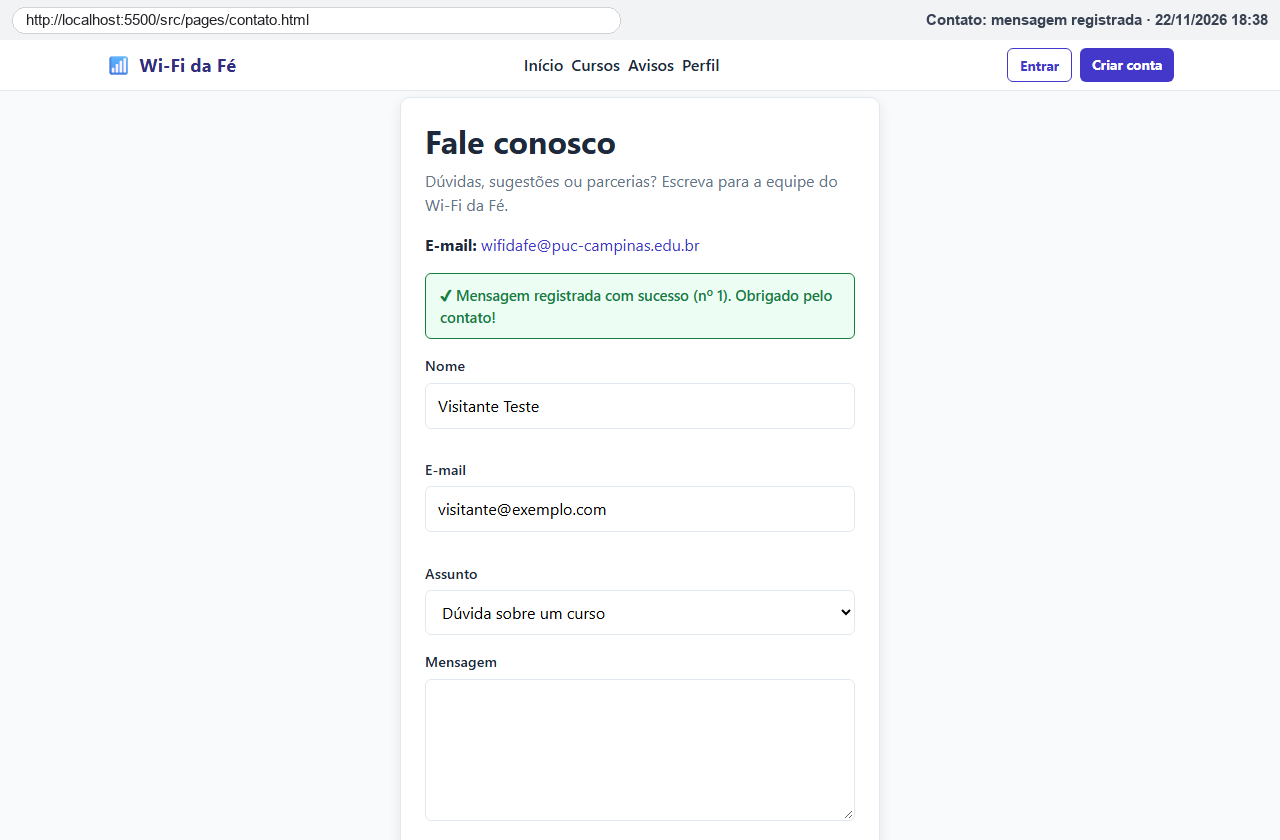 http://localhost:5500/src/pages/contato.html
Contato: mensagem registrada · 22/11/2026 18:38
Wi-Fi da Fé
Início Cursos Avisos Perfil
Entrar
Criar conta
Fale conosco
Dúvidas, sugestões ou parcerias? Escreva para a equipe do
Wi-Fi da Fé.
E-mail: wifidafe@puc-campinas.edu.br
✔ Mensagem registrada com sucesso (nº 1). Obrigado pelo
contato!
Nome
Visitante Teste
E-mail
visitante@exemplo.com
Assunto
Dúvida sobre um curso
Mensagem